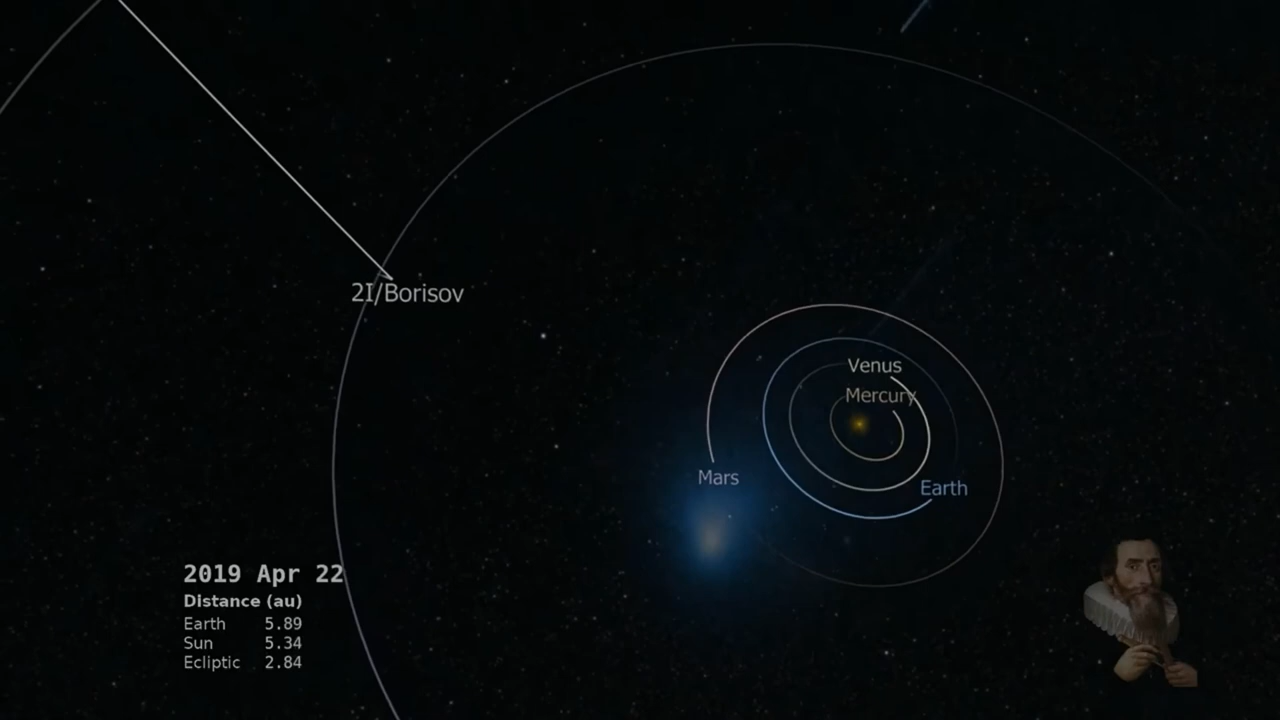 2I/Borisov
Venus
Mercury
Mars
Earth
2019 Apr 22
Distance (au)
Earth 5.89
Sun 5.34
Ecliptic 2.84